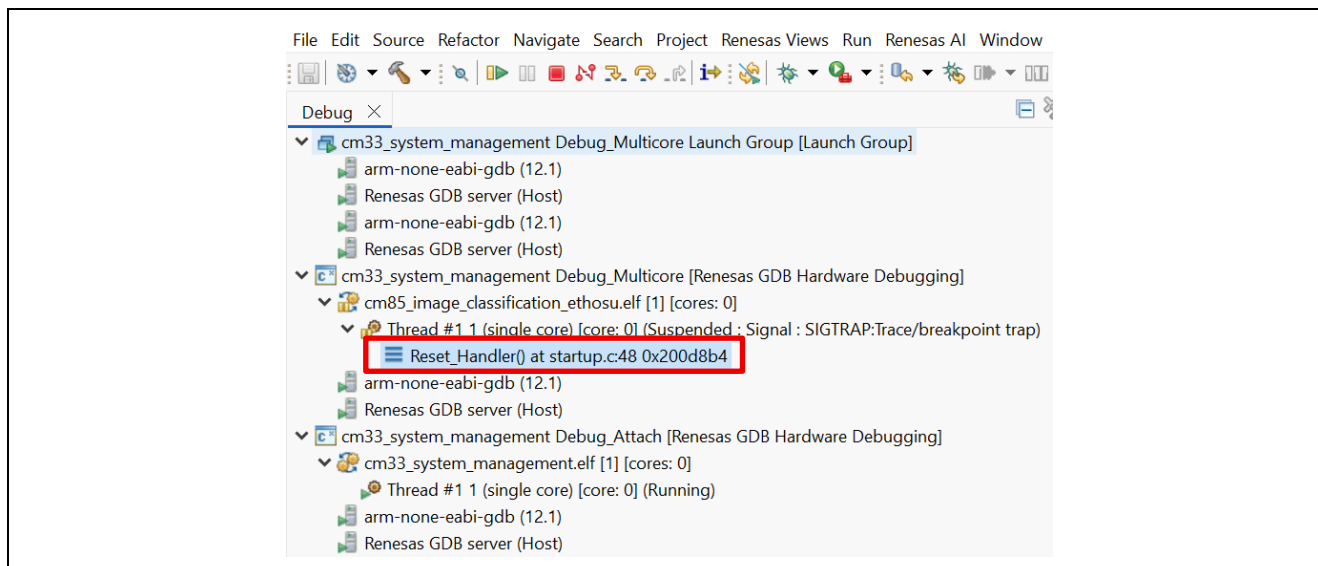 File Edit Source Refactor Navigate Search Project Renesas Views Run Renesas AI Window
Debug
cm33_system_management Debug_Multicore Launch Group [Launch Group]
arm-none-eabi-gdb (12.1)
Renesas GDB server (Host)
arm-none-eabi-gdb (12.1)
Renesas GDB server (Host)
cm33_system_management Debug_Multicore [Renesas GDB Hardware Debugging]
cm85_image_classification_ethosu.elf [1] [cores: 0]
Thread #1 1 (single core) [core: 0] (Suspended : Signal : SIGTRAP:Trace/breakpoint trap)
Reset_Handler() at startup.c:48 0x200d8b4
arm-none-eabi-gdb (12.1)
Renesas GDB server (Host)
cm33_system_management Debug_Attach [Renesas GDB Hardware Debugging]
cm33_system_management.elf [1] [cores: 0]
Thread #1 1 (single core) [core: 0] (Running)
arm-none-eabi-gdb (12.1)
Renesas GDB server (Host)